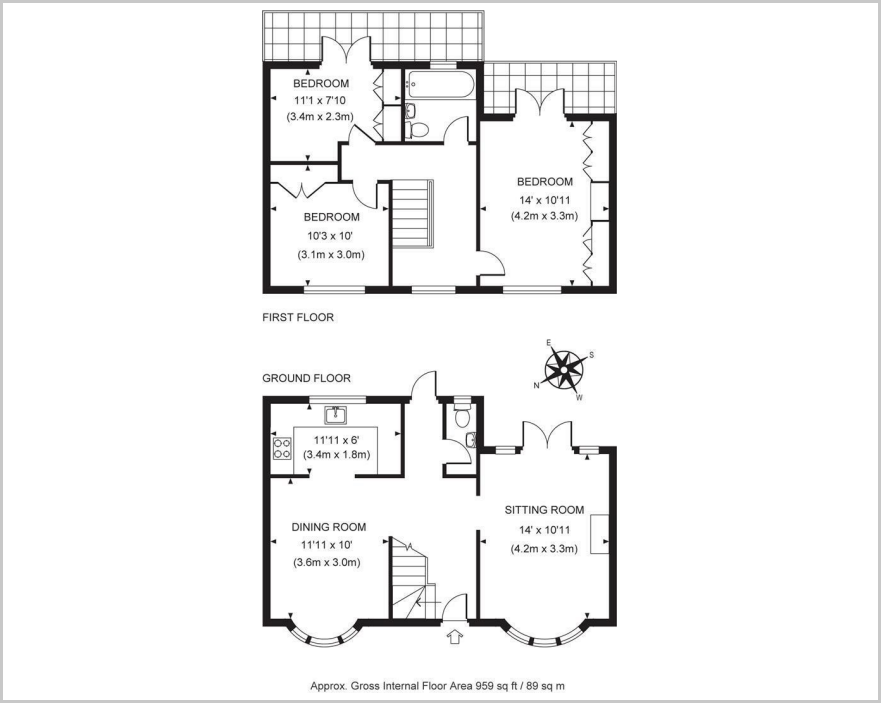 BEDROOM
11'1 x 7'10
(3.4m x 2.3m)
BEDROOM
14' x 10'11
(4.2m x 3.3m)
BEDROOM
10'3 x 10'
(3.1m x 3.0m)
FIRST FLOOR
E
S
N
W
GROUND FLOOR
11'11 x 6'
(3.4m x 1.8m)
SITTING ROOM
14' x 10'11
(4.2m x 3.3m)
DINING ROOM
11'11 x 10'
(3.6m x 3.0m)
Approx. Gross Internal Floor Area 959 sq ft / 89 sq m